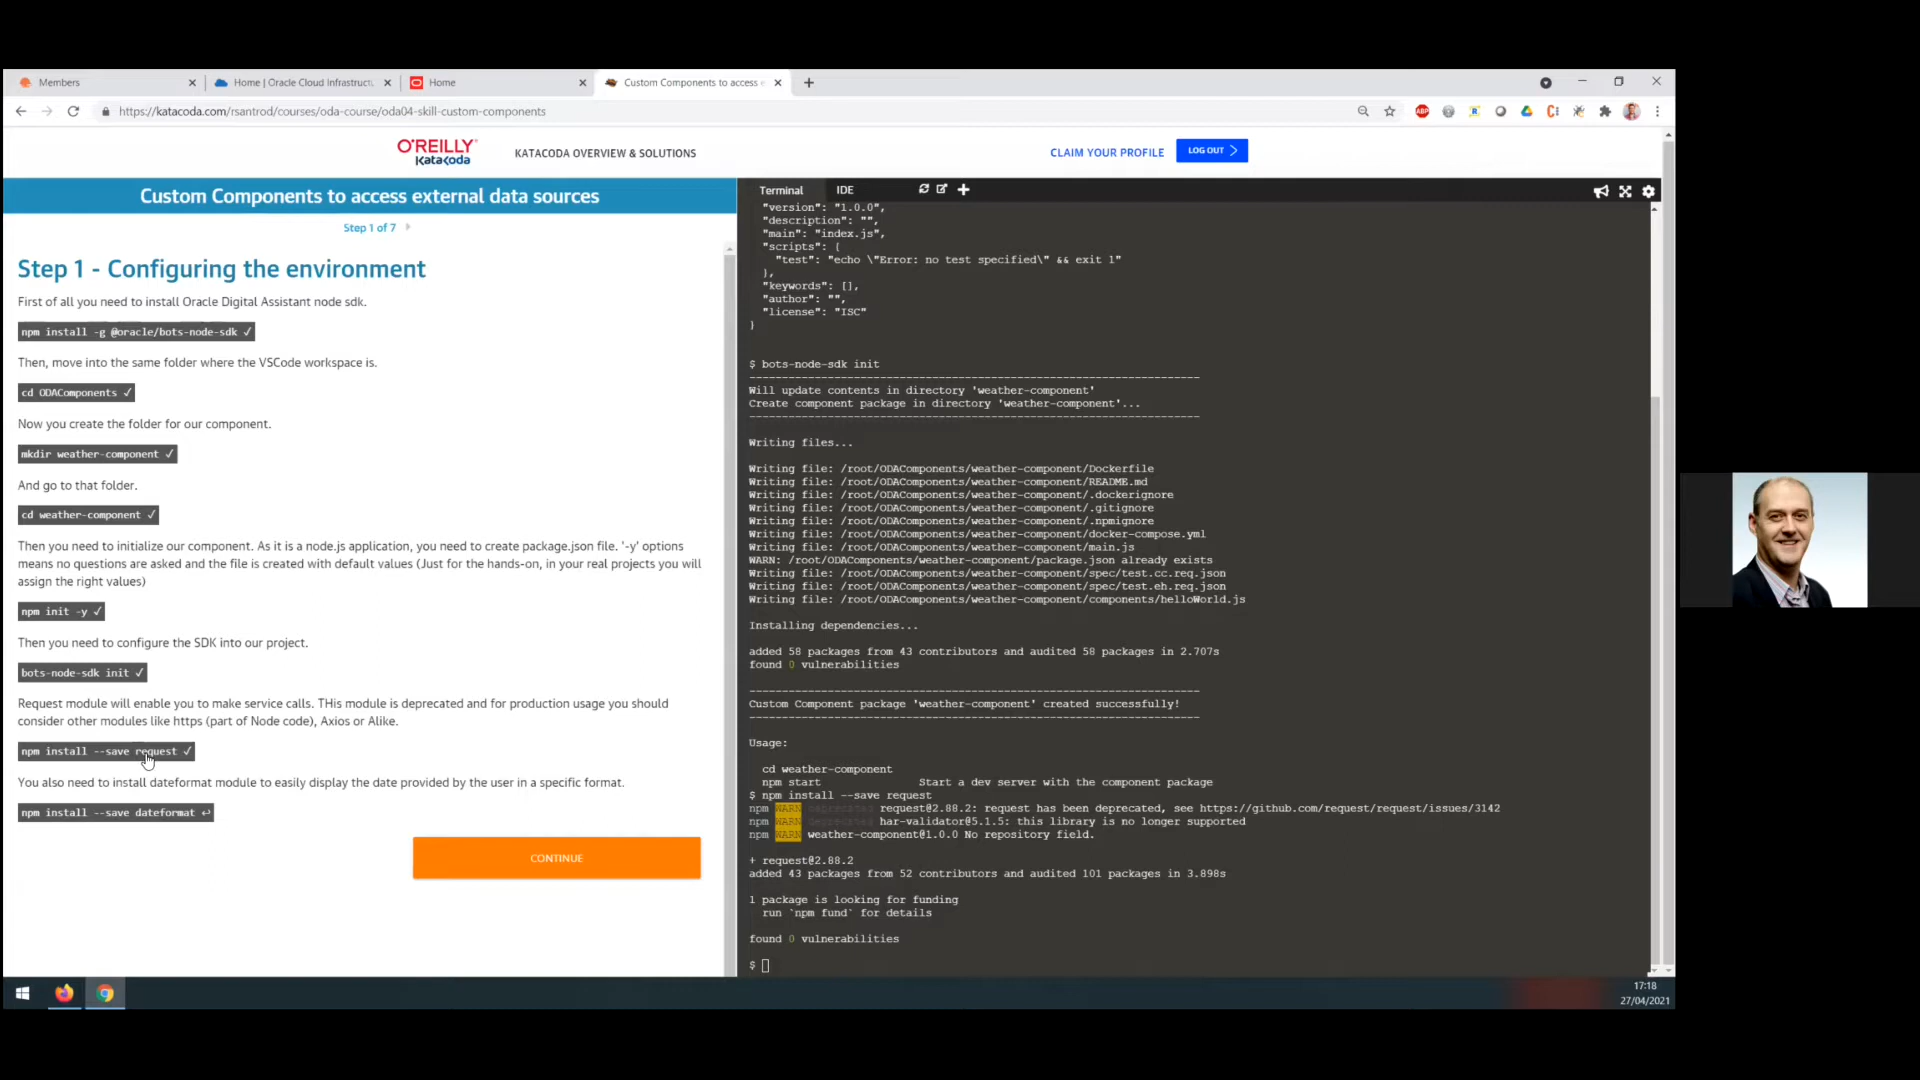 Members
Home | Oracle Cloud Infrastructu
Home
Custom Components to access e
https://katacoda.com/rsantrod/courses/oda-course/oda04-skill-custom-components
ABP
O'REILLY
Katacoda
KATACODA OVERVIEW & SOLUTIONS
CLAIM YOUR PROFILE
LOG OUT
Custom Components to access external data sources
Step 1 of 7
Step 1 - Configuring the environment
First of all you need to install Oracle Digital Assistant node sdk.
npm install -g @oracle/bots-node-sdk ✓
Then, move into the same folder where the VSCode workspace is.
cd ODAComponents ✓
Now you create the folder for our component.
mkdir weather-component ✓
And go to that folder.
cd weather-component ✓
Then you need to initialize our component. As it is a node.js application, you need to create package.json file. '-y' options
means no questions are asked and the file is created with default values (Just for the hands-on, in your real projects you will
assign the right values)
npm init -y ✓
Then you need to configure the SDK into our project.
bots-node-sdk init ✓
Request module will enable you to make service calls. THis module is deprecated and for production usage you should
consider other modules like https (part of Node code), Axios or Alike.
npm install --save request ✓
You also need to install dateformat module to easily display the date provided by the user in a specific format.
npm install --save dateformat ↩
CONTINUE
Terminal
IDE
"version": "1.0.0",
"description": "",
"main": "index.js",
"scripts": {
"test": "echo \"Error: no test specified\" && exit 1"
},
"keywords": [],
"author": "",
"license": "ISC"
}
$ bots-node-sdk init
-------------------------------------------------------------------
Will update contents in directory 'weather-component'
Create component package in directory 'weather-component'...
-------------------------------------------------------------------
Writing files...
Writing file: /root/ODAComponents/weather-component/Dockerfile
Writing file: /root/ODAComponents/weather-component/README.md
Writing file: /root/ODAComponents/weather-component/.dockerignore
Writing file: /root/ODAComponents/weather-component/.gitignore
Writing file: /root/ODAComponents/weather-component/.npmignore
Writing file: /root/ODAComponents/weather-component/docker-compose.yml
Writing file: /root/ODAComponents/weather-component/main.js
WARN: /root/ODAComponents/weather-component/package.json already exists
Writing file: /root/ODAComponents/weather-component/spec/test.cc.req.json
Writing file: /root/ODAComponents/weather-component/spec/test.eh.req.json
Writing file: /root/ODAComponents/weather-component/components/helloWorld.js
Installing dependencies...
added 58 packages from 43 contributors and audited 58 packages in 2.707s
found 0 vulnerabilities
-------------------------------------------------------------------
Custom Component package 'weather-component' created successfully!
-------------------------------------------------------------------
Usage:
cd weather-component
npm start Start a dev server with the component package
$ npm install --save request
npm WARN deprecated request@2.88.2: request has been deprecated, see https://github.com/request/request/issues/3142
npm WARN deprecated har-validator@5.1.5: this library is no longer supported
npm WARN weather-component@1.0.0 No repository field.
+ request@2.88.2
added 43 packages from 52 contributors and audited 101 packages in 3.898s
1 package is looking for funding
run `npm fund` for details
found 0 vulnerabilities
$
17:18
27/04/2021